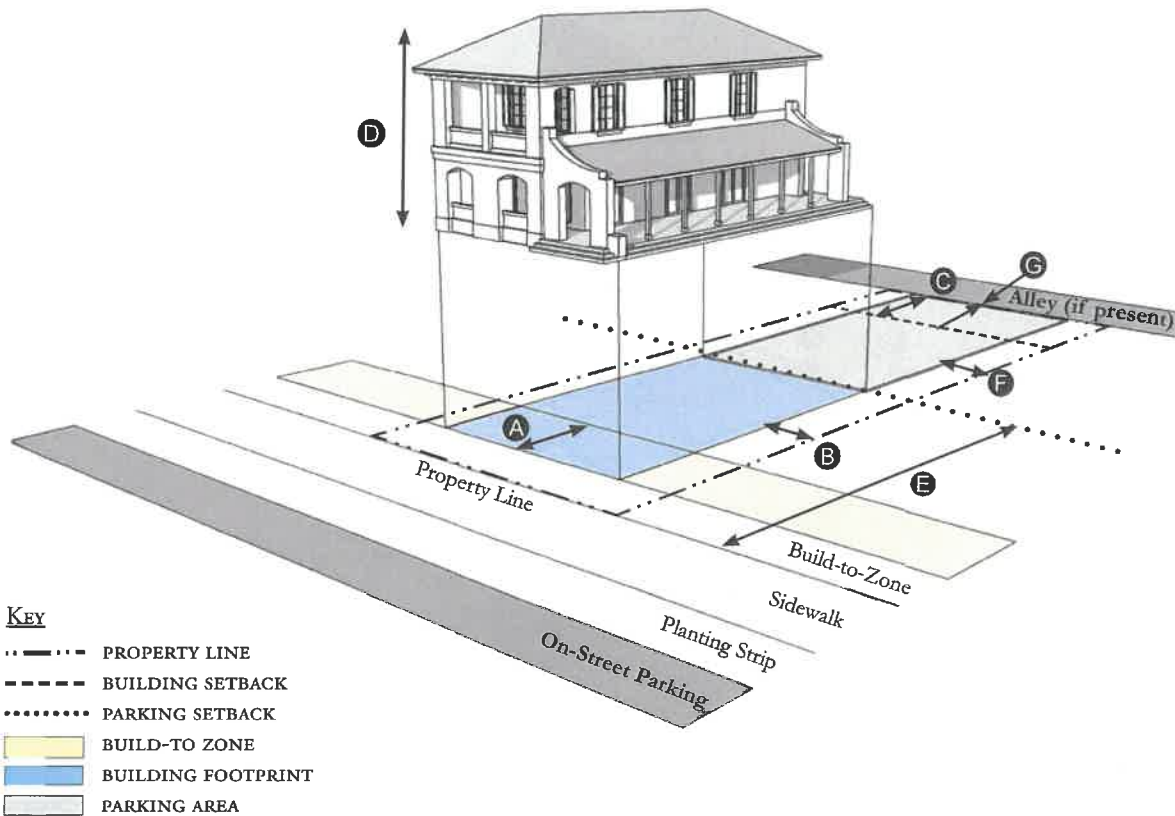 D
G
C
Alley (if present)
F
A
B
E
Property Line
Build-to-Zone
Sidewalk
Planting Strip
On-Street Parking
KEY
PROPERTY LINE
BUILDING SETBACK
PARKING SETBACK
BUILD-TO ZONE
BUILDING FOOTPRINT
PARKING AREA